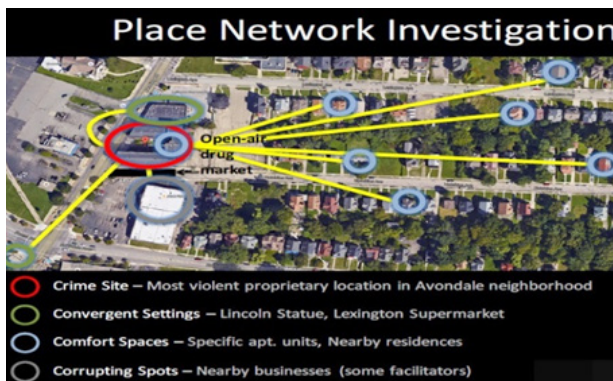 Place Network Investigation
Open-air
drug
market
Crime Site – Most violent proprietary location in Avondale neighborhood
Convergent Settings – Lincoln Statue, Lexington Supermarket
Comfort Spaces – Specific apt. units, Nearby residences
Corrupting Spots – Nearby businesses (some facilitators)